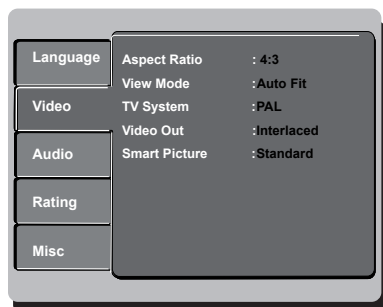 Language
Video
Audio
Rating
Misc
Aspect Ratio : 4:3
View Mode :Auto Fit
TV System :PAL
Video Out :Interlaced
Smart Picture :Standard